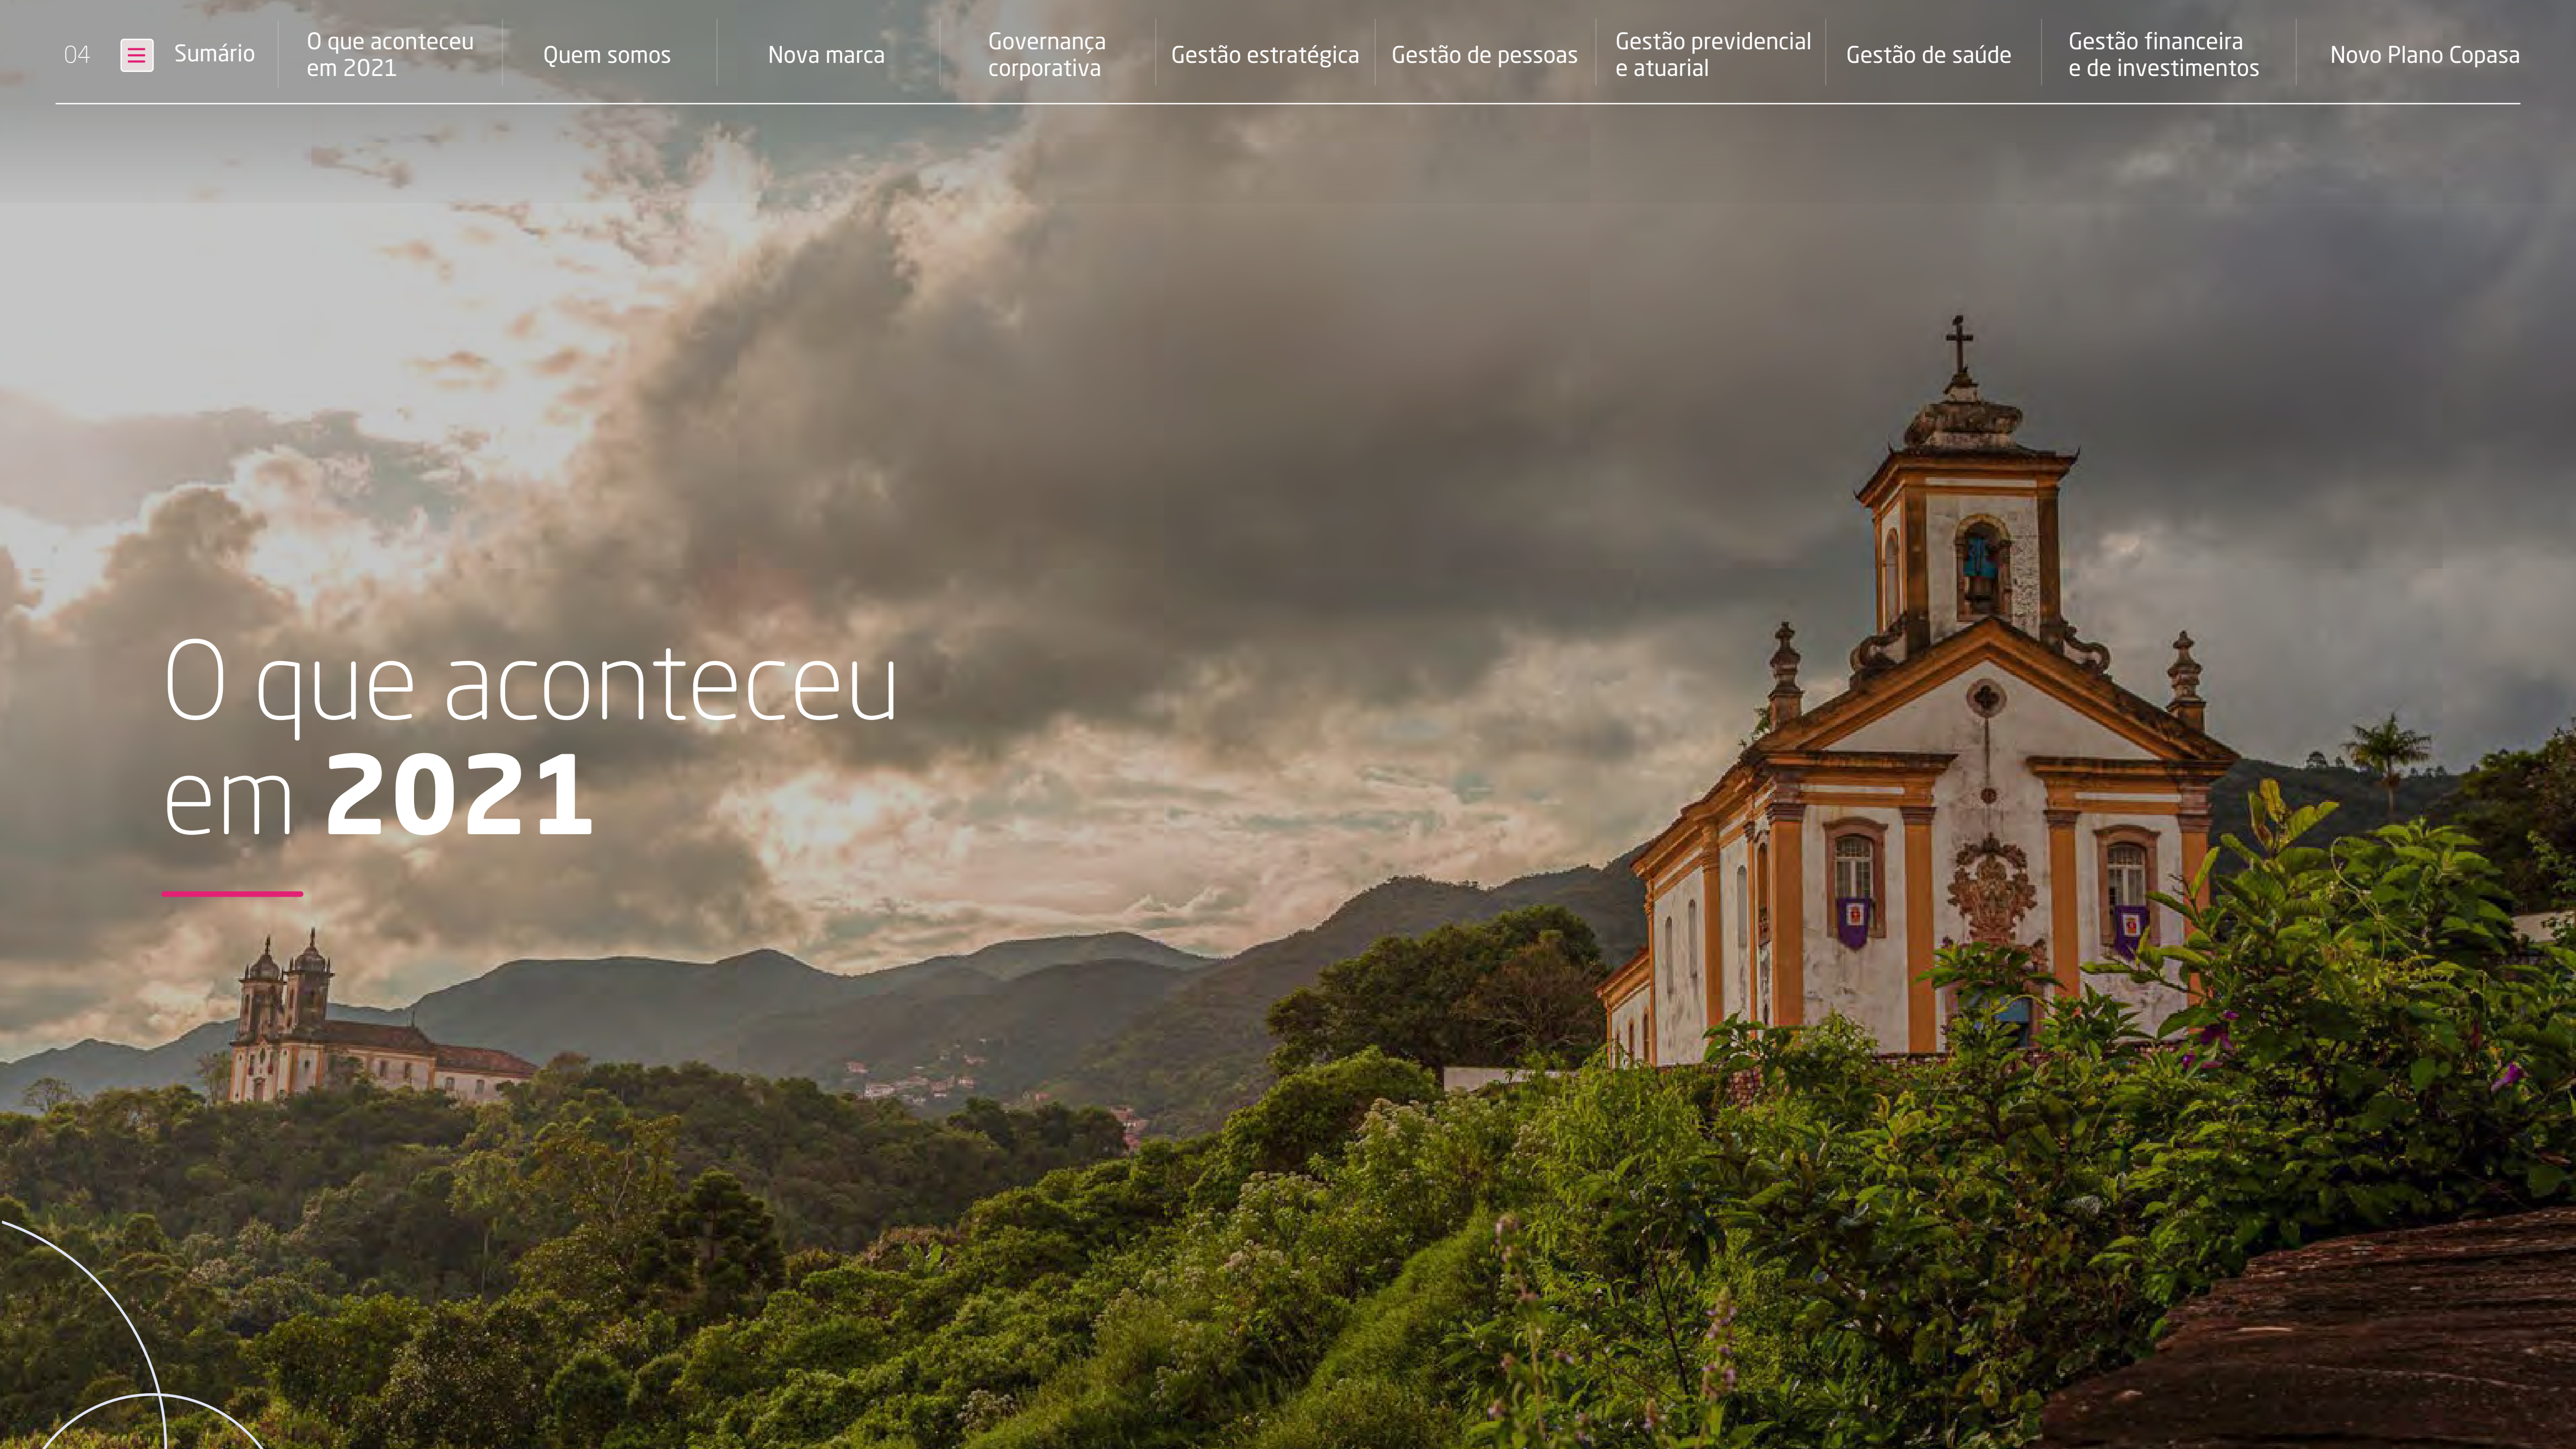 04
Sumário
O que aconteceu
em 2021
Quem somos
Nova marca
Governança
corporativa
Gestão estratégica
Gestão de pessoas
Gestão previdencial
e atuarial
Gestão de saúde
Gestão financeira
e de investimentos
Novo Plano Copasa
O que aconteceu
em 2021